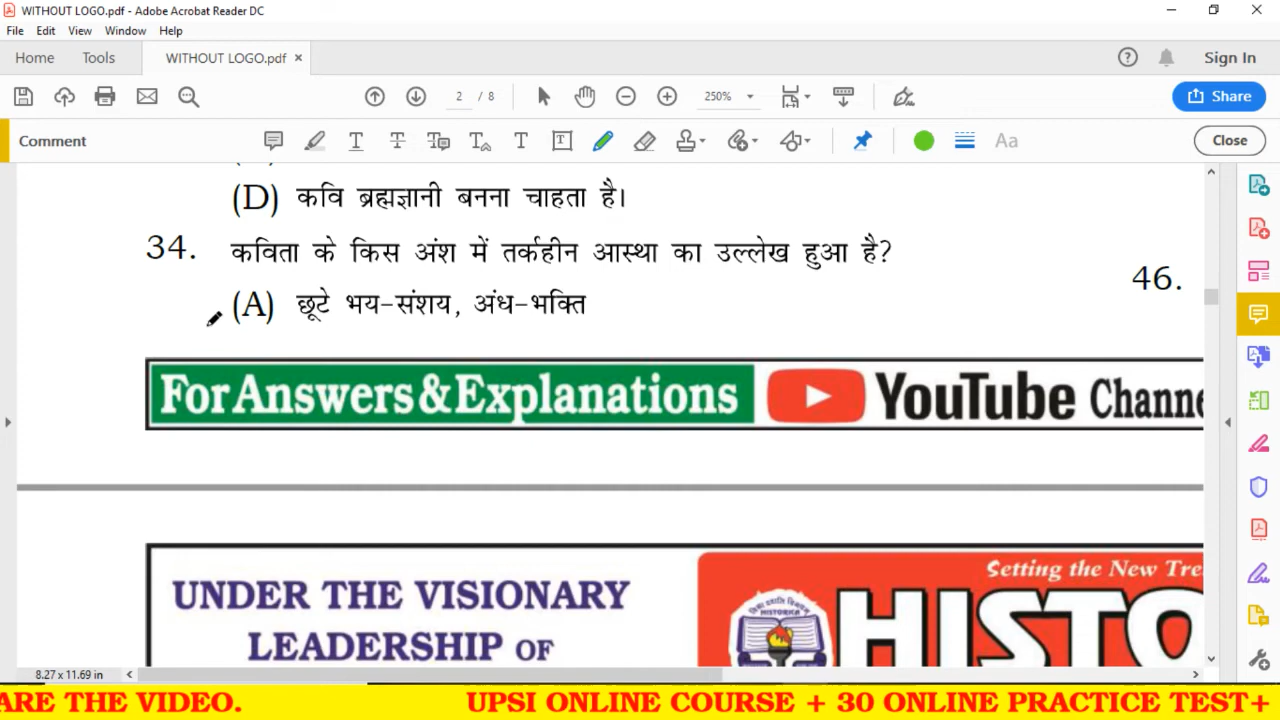 WITHOUT LOGO.pdf - Adobe Acrobat Reader DC
File Edit View Window Help
Home Tools WITHOUT LOGO.pdf × Sign In
2 / 8 250% Share
Comment Aa Close
(D) कवि ब्रह्मज्ञानी बनना चाहता है।
34. कविता के किस अंश में तर्कहीन आस्था का उल्लेख हुआ है?
46.
(A) छूटे भय-संशय, अंध-भक्ति
For Answers & Explanations YouTube Channe
Setting the New Tre
UNDER THE VISIONARY
LEADERSHIP OF
HISTO
HISTORICA
8.27 x 11.69 in
ARE THE VIDEO. UPSI ONLINE COURSE + 30 ONLINE PRACTICE TEST+